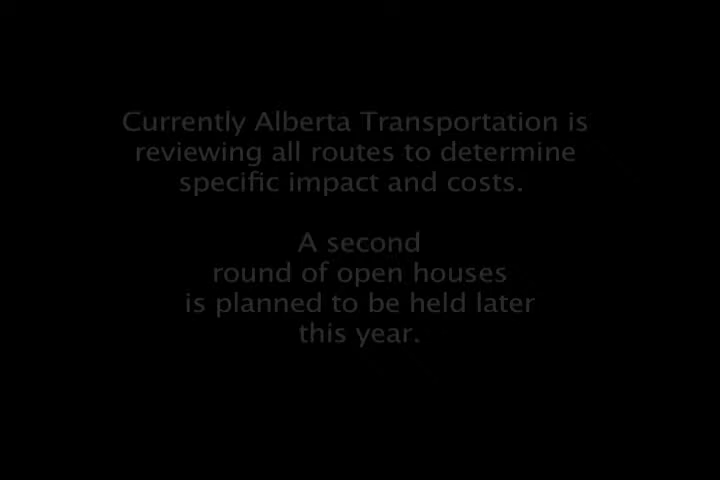 Currently Alberta Transportation is
reviewing all routes to determine
specific impact and costs.
A second
round of open houses
is planned to be held later
this year.